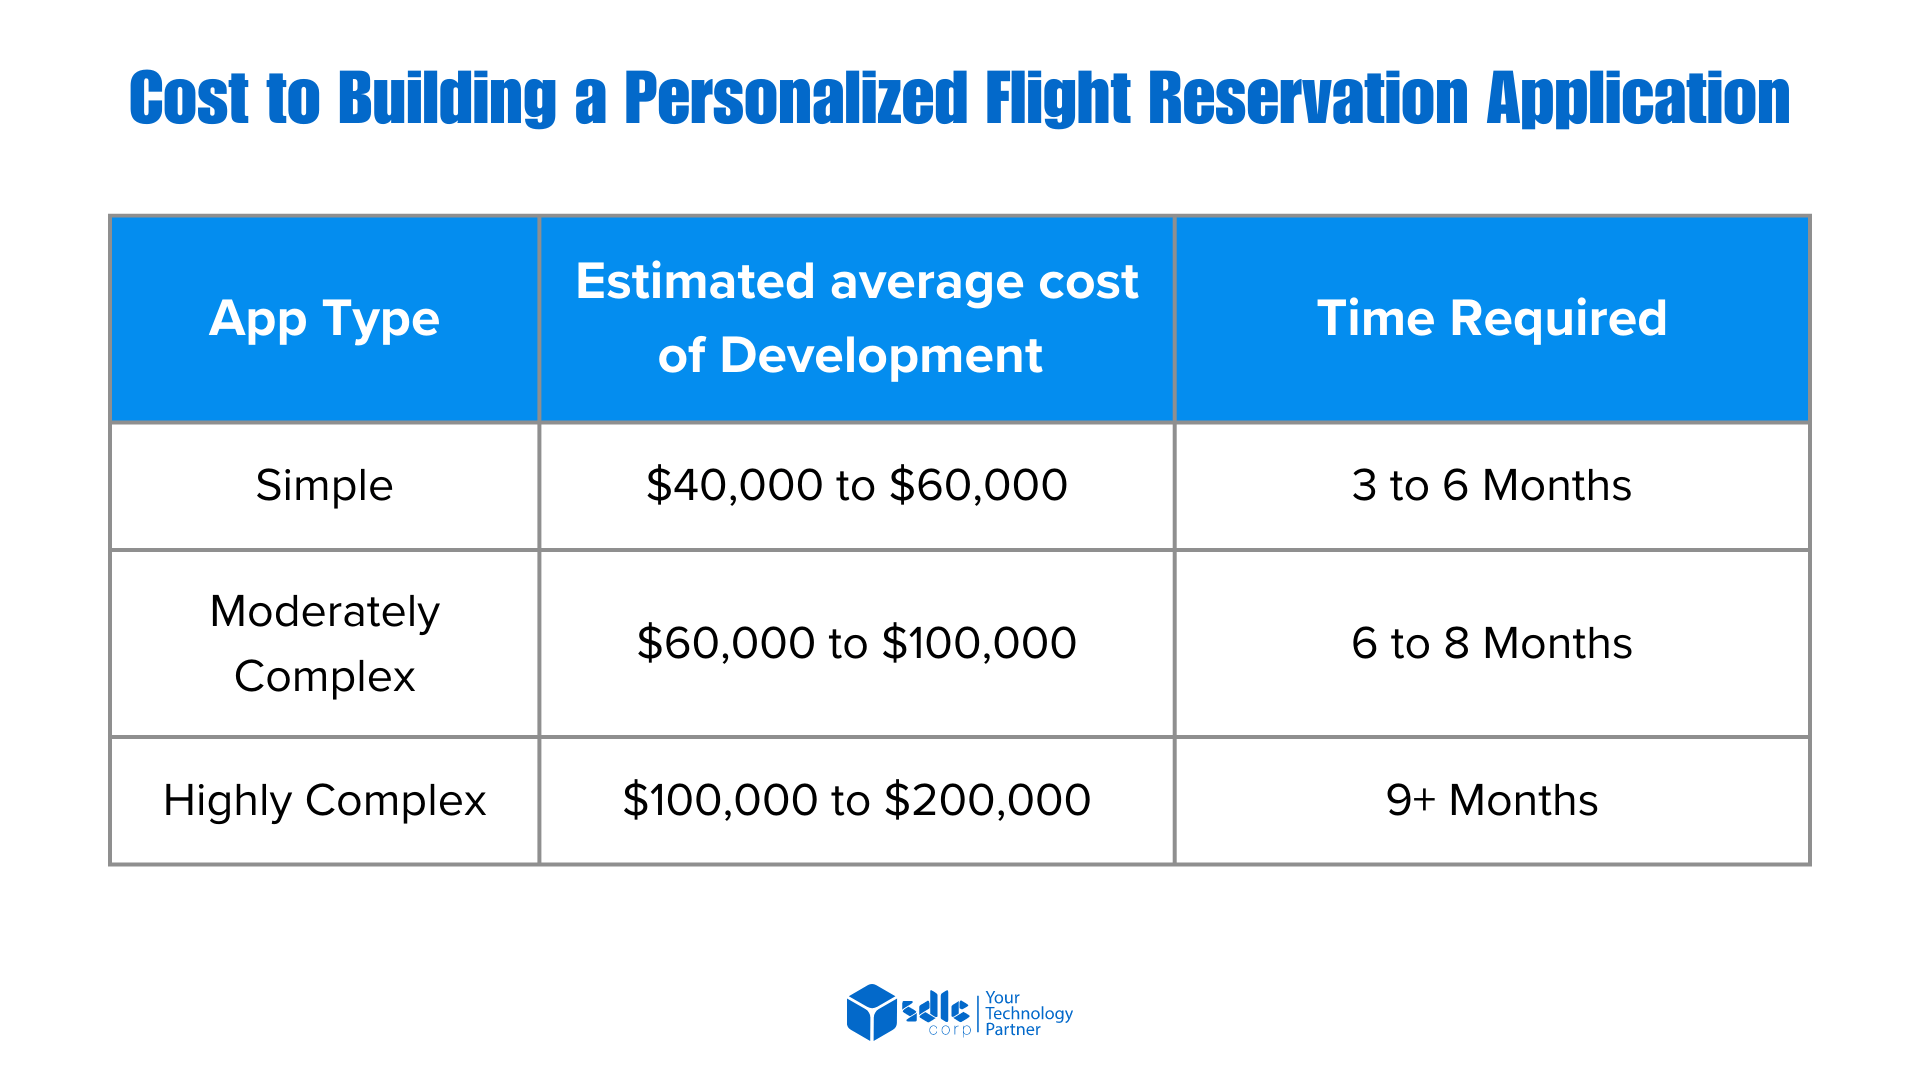 Cost to Building a Personalized Flight Reservation Application
App Type
Estimated average cost
of Development
Time Required
Simple
$40,000 to $60,000
3 to 6 Months
Moderately
Complex
$60,000 to $100,000
6 to 8 Months
Highly Complex
$100,000 to $200,000
9+ Months
sdlc
corp
Your
Technology
Partner